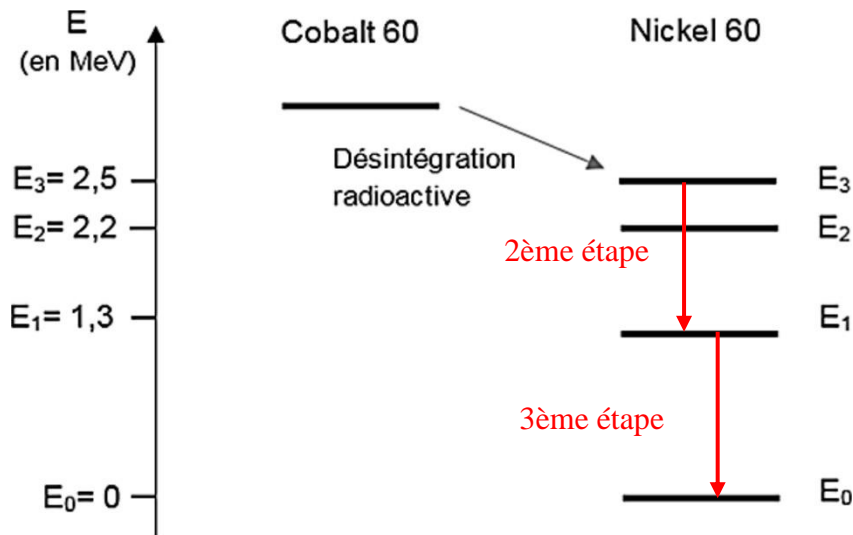 E
(en MeV)
Cobalt 60
Nickel 60
Désintégration
radioactive
E₃= 2,5
E₃
E₂= 2,2
E₂
2ème étape
E₁= 1,3
E₁
3ème étape
E₀= 0
E₀